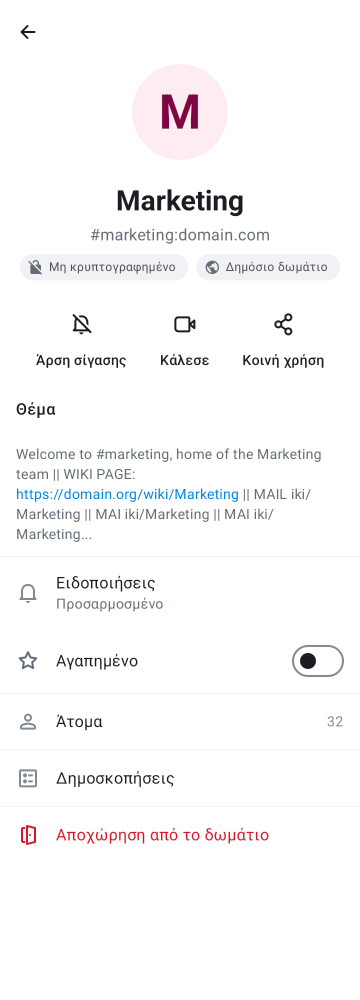 M
Marketing
#marketing:domain.com
Μη κρυπτογραφημένο
Δημόσιο δωμάτιο
Άρση σίγασης
Κάλεσε
Κοινή χρήση
Θέμα
Welcome to #marketing, home of the Marketing
team || WIKI PAGE:
https://domain.org/wiki/Marketing || MAIL iki/
Marketing || MAI iki/Marketing || MAI iki/
Marketing...
Ειδοποιήσεις
Προσαρμοσμένο
Αγαπημένο
Άτομα
32
Δημοσκοπήσεις
Αποχώρηση από το δωμάτιο